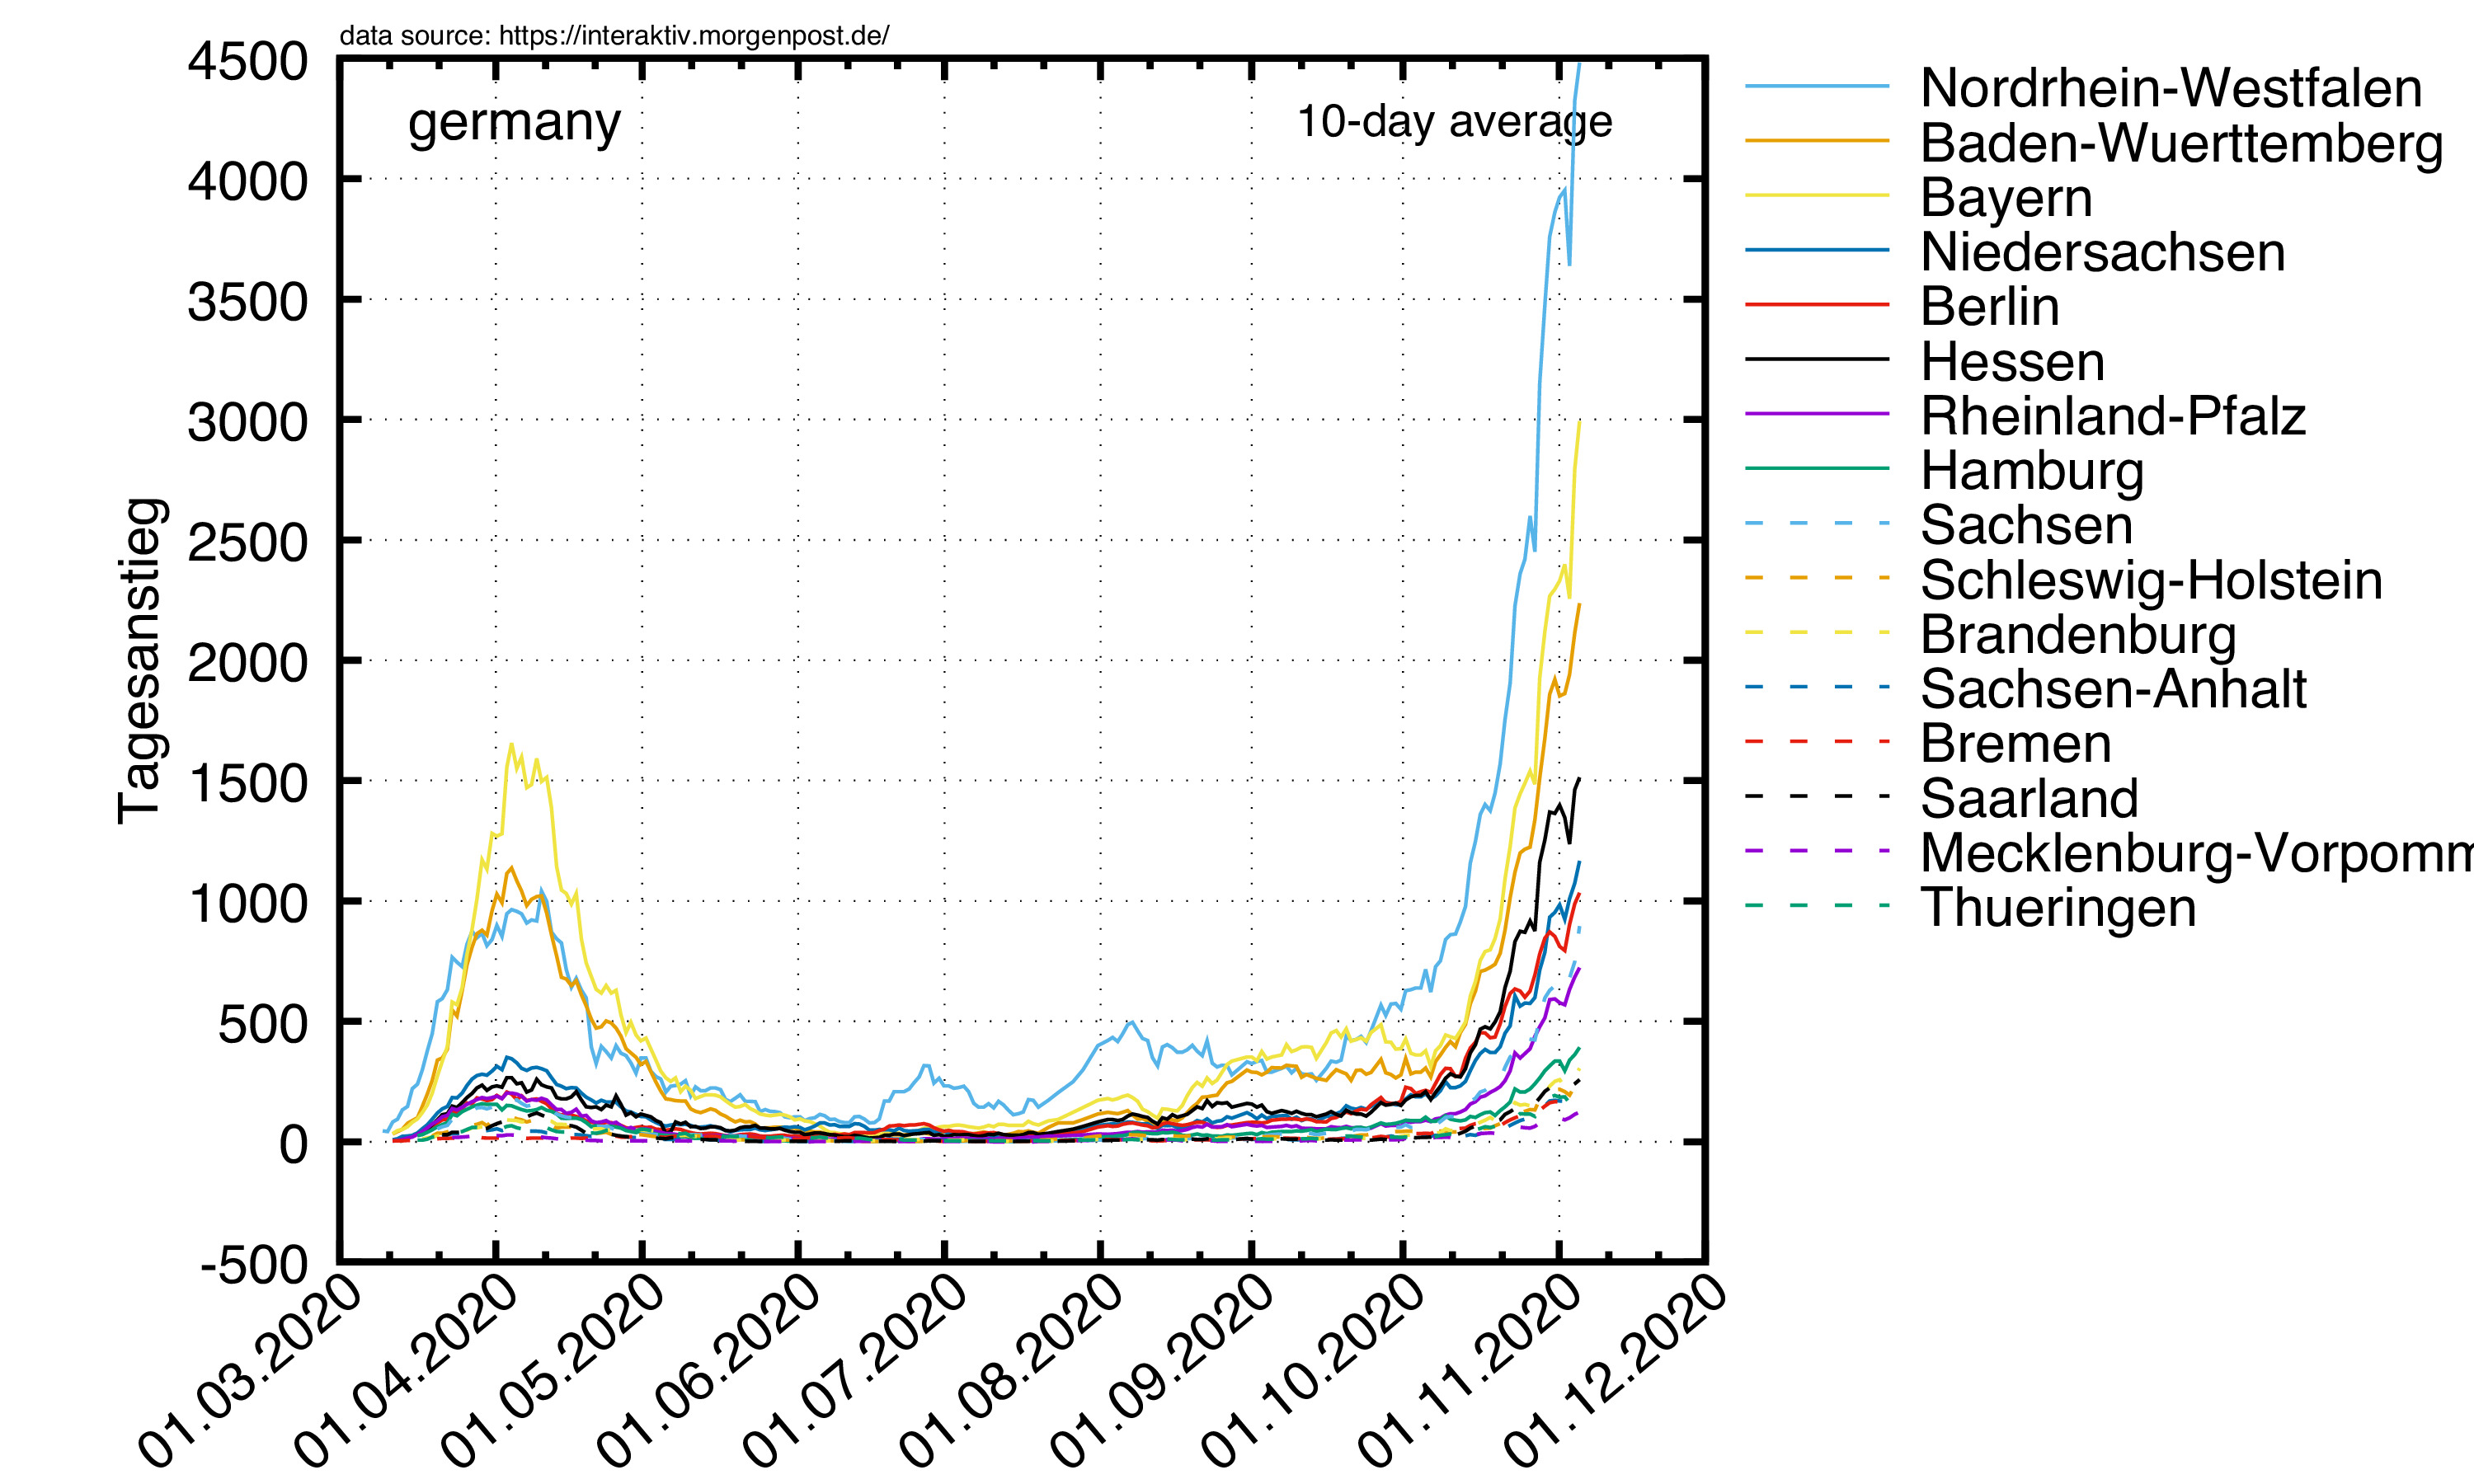 data source: https://interaktiv.morgenpost.de/
germany
10-day average
Tagesanstieg
4500
4000
3500
3000
2500
2000
1500
1000
500
0
-500
01.03.2020
01.04.2020
01.05.2020
01.06.2020
01.07.2020
01.08.2020
01.09.2020
01.10.2020
01.11.2020
01.12.2020
Nordrhein-Westfalen
Baden-Wuerttemberg
Bayern
Niedersachsen
Berlin
Hessen
Rheinland-Pfalz
Hamburg
Sachsen
Schleswig-Holstein
Brandenburg
Sachsen-Anhalt
Bremen
Saarland
Mecklenburg-Vorpomm
Thueringen